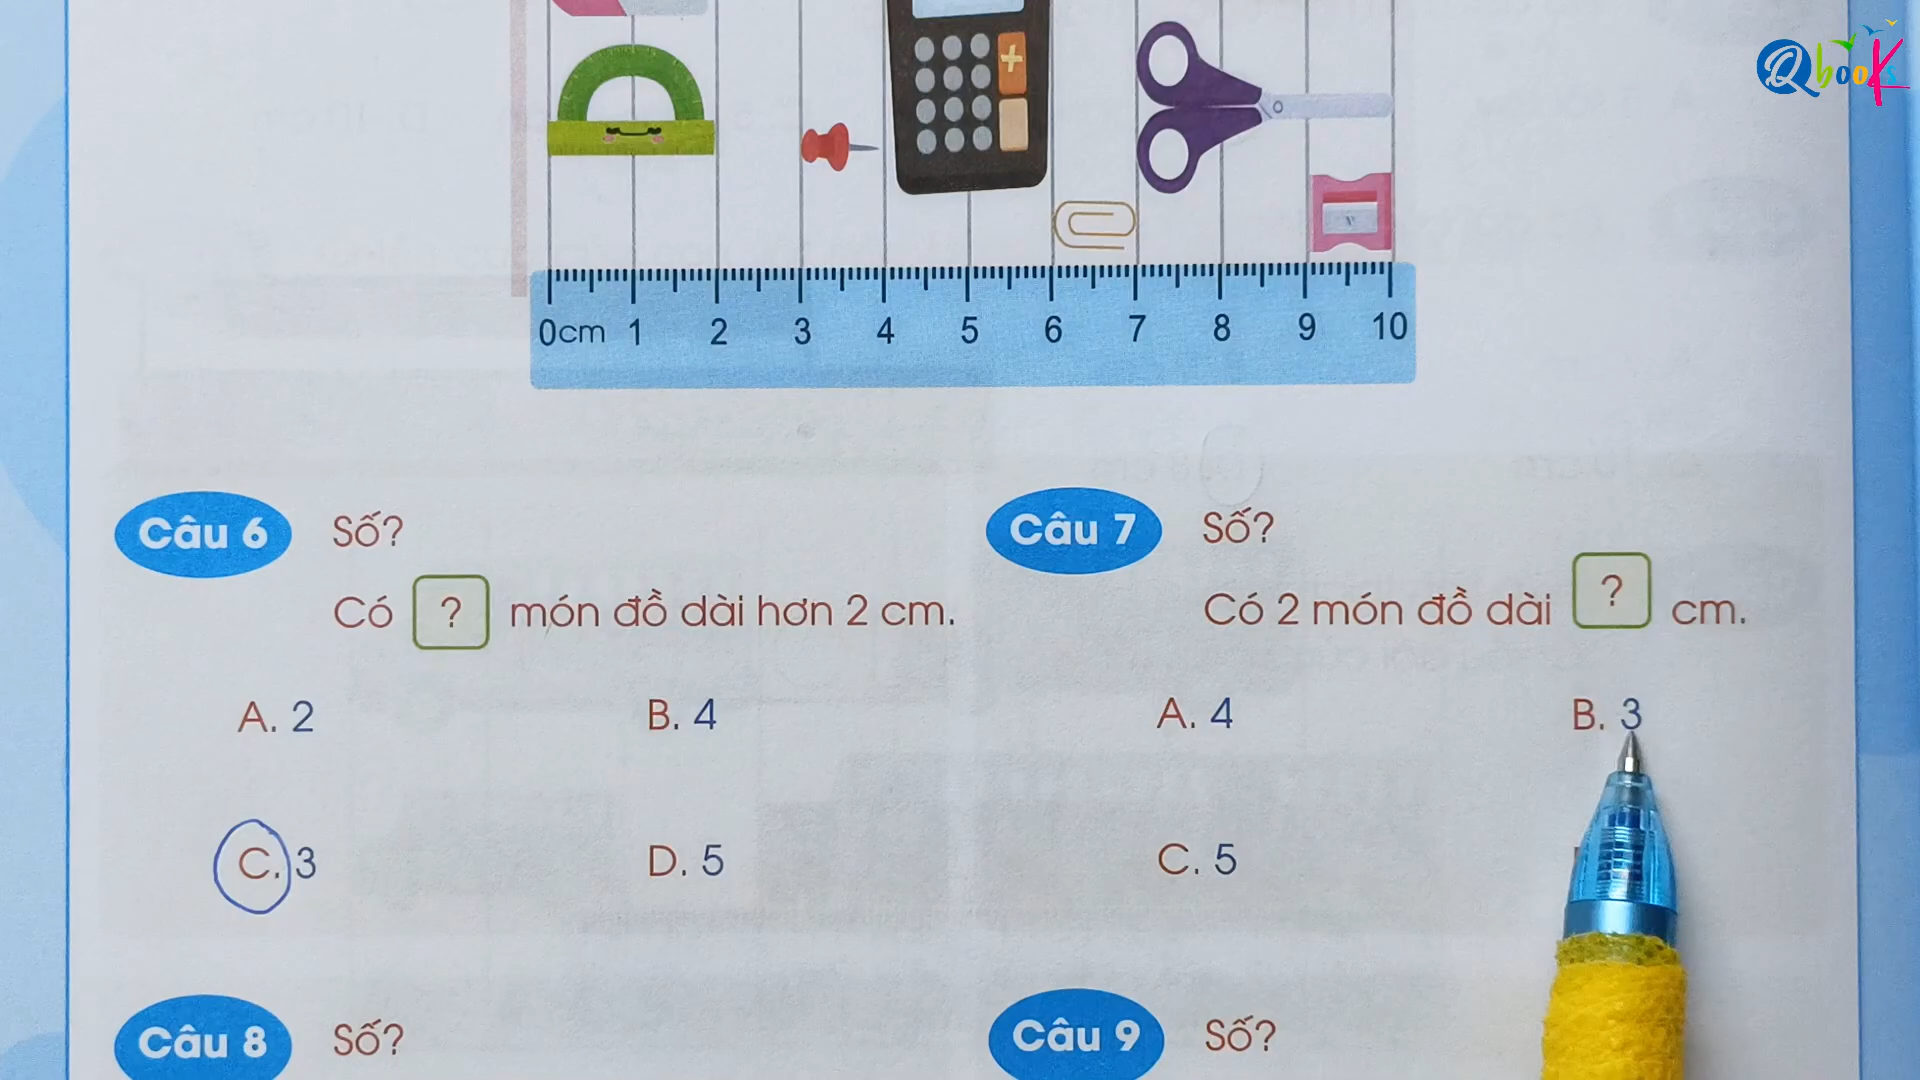 Qbooks
+
0cm 1 2 3 4 5 6 7 8 9 10
Câu 6 Số?
Có ? món đồ dài hơn 2 cm.
A. 2 B. 4
C. 3 D. 5
Câu 7 Số?
Có 2 món đồ dài ? cm.
A. 4 B. 3
C. 5
Câu 8 Số?
Câu 9 Số?